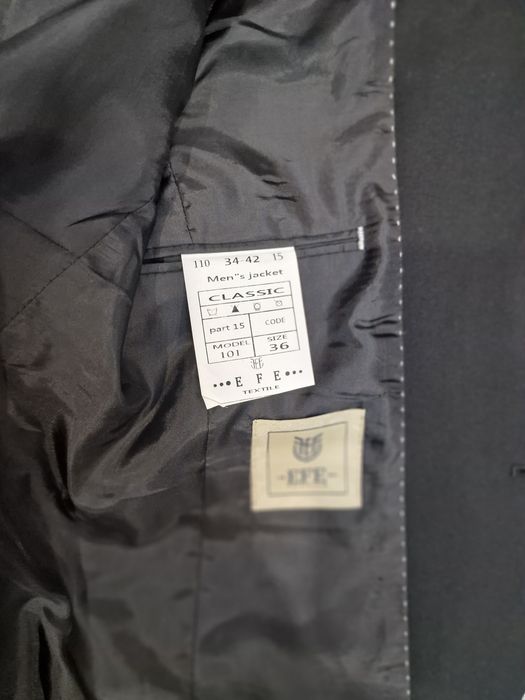 110 34-42 15
Men"s jacket
CLASSIC
part 15 CODE
MODEL SIZE
101 36
•••E F E•••
TEXTILE
-EFE-